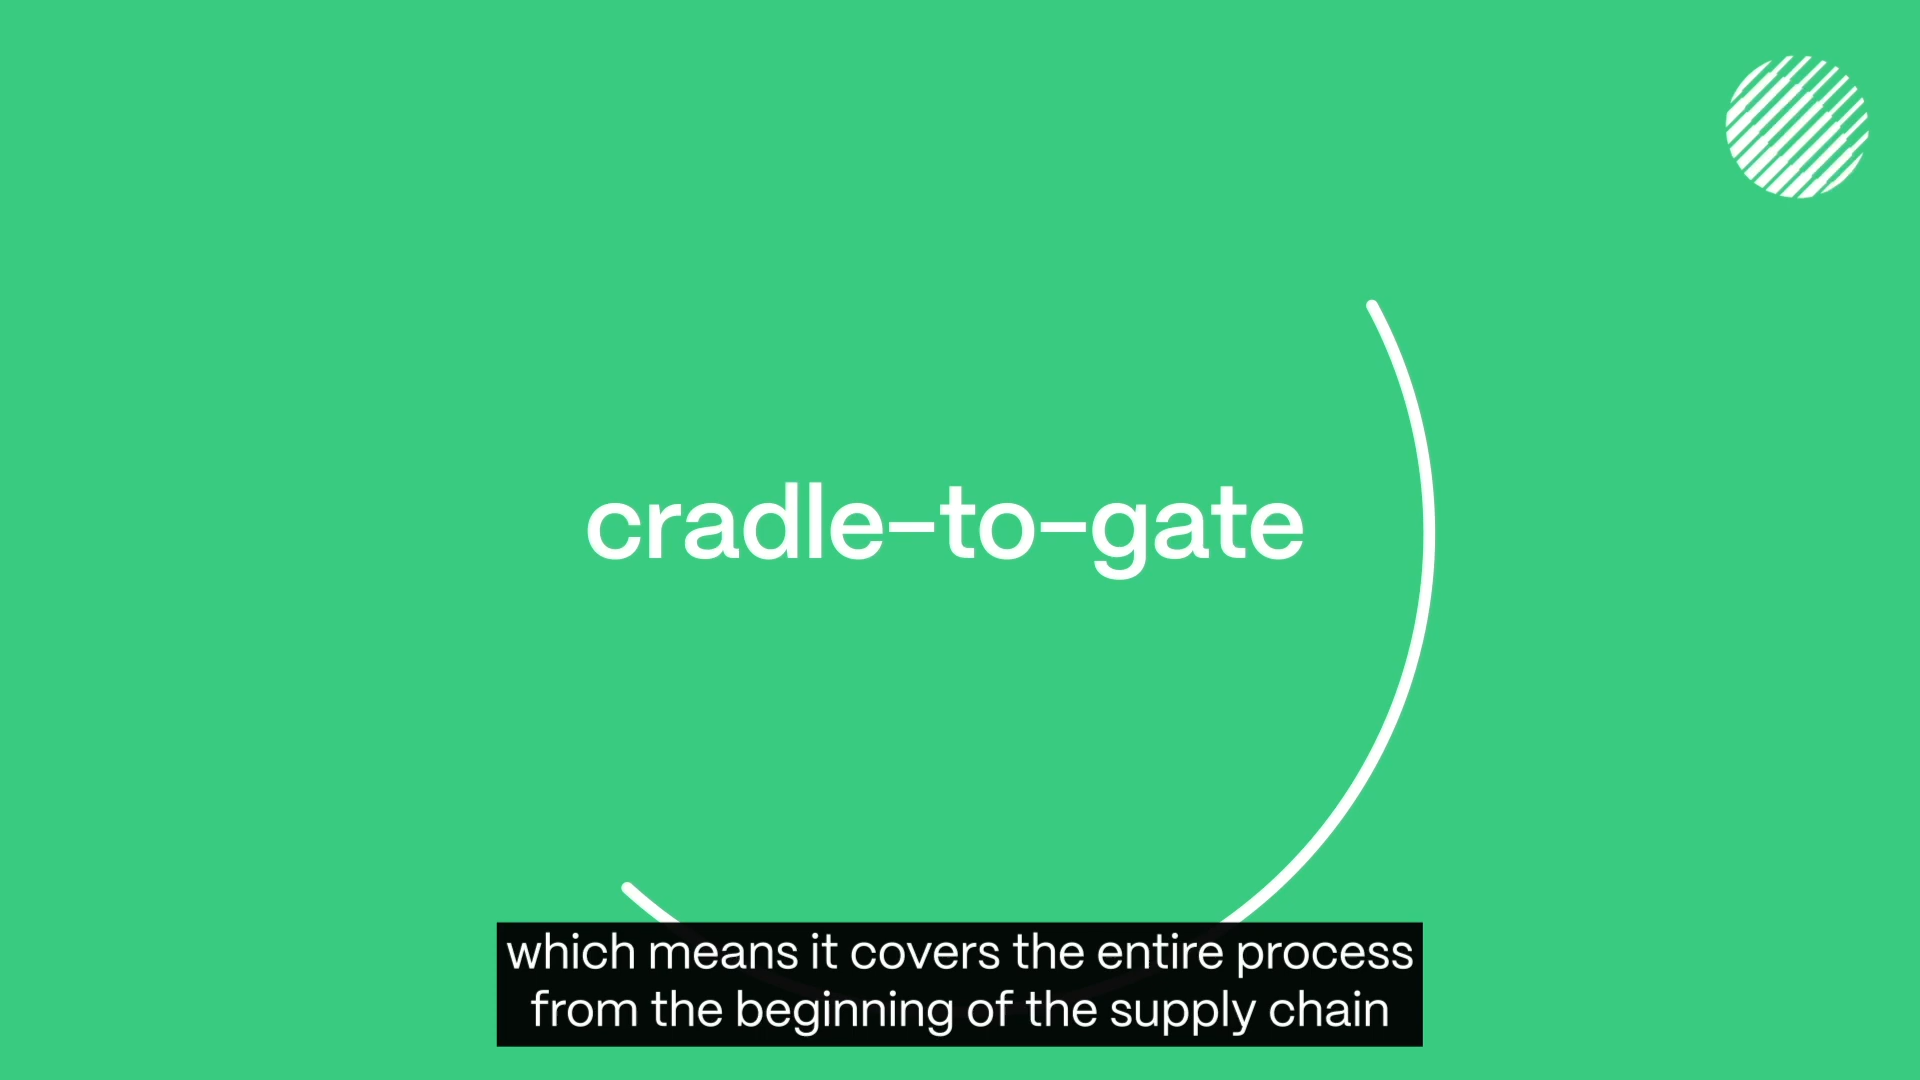 cradle-to-gate
which means it covers the entire process
from the beginning of the supply chain